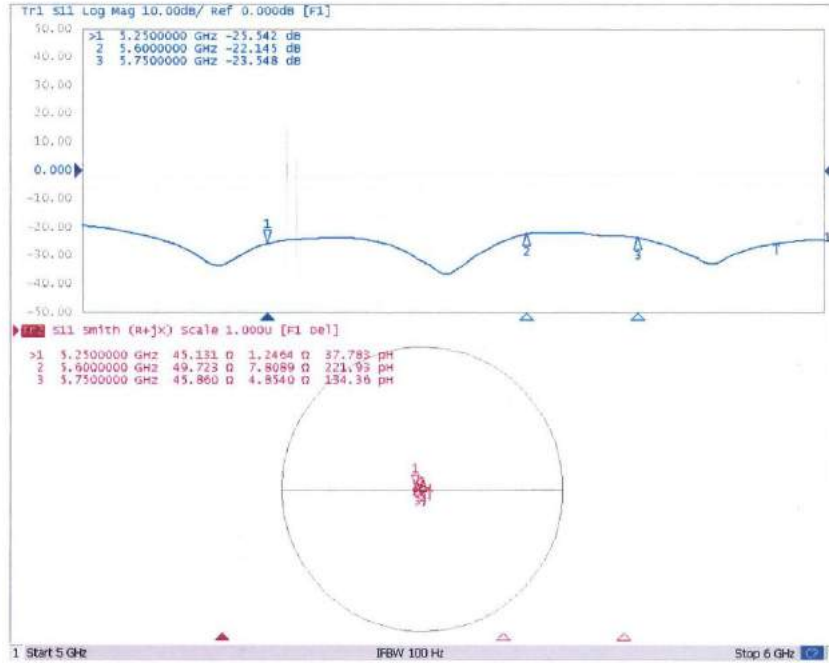 Tr1 S11 Log Mag 10.00dB/ Ref 0.000dB [F1]
50.00
>1 5.2500000 GHz -25.542 dB
2 5.6000000 GHz -22.145 dB
3 5.7500000 GHz -23.548 dB
40.00
30.00
20.00
10.00
0.000
-10.00
-20.00
1
-30.00
2
3
-40.00
-50.00
Tr2 S11 Smith (R+jX) Scale 1.000U [F1 Del]
>1 5.2500000 GHz 45.131 Ω 1.2464 Ω 37.783 pH
2 5.6000000 GHz 49.723 Ω 7.8089 Ω 221.93 pH
3 5.7500000 GHz 45.860 Ω 4.8540 Ω 134.36 pH
1
1 Start 5 GHz
IFBW 100 Hz
Stop 6 GHz